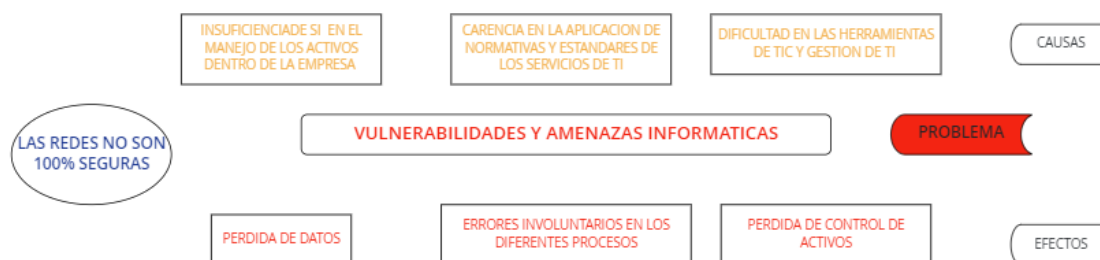 INSUFICIENCIADE SI EN EL
MANEJO DE LOS ACTIVOS
DENTRO DE LA EMPRESA
CARENCIA EN LA APLICACION DE
NORMATIVAS Y ESTANDARES DE
LOS SERVICIOS DE TI
DIFICULTAD EN LAS HERRAMIENTAS
DE TIC Y GESTION DE TI
CAUSAS
LAS REDES NO SON
100% SEGURAS
VULNERABILIDADES Y AMENAZAS INFORMATICAS
PROBLEMA
PERDIDA DE DATOS
ERRORES INVOLUNTARIOS EN LOS
DIFERENTES PROCESOS
PERDIDA DE CONTROL DE
ACTIVOS
EFECTOS